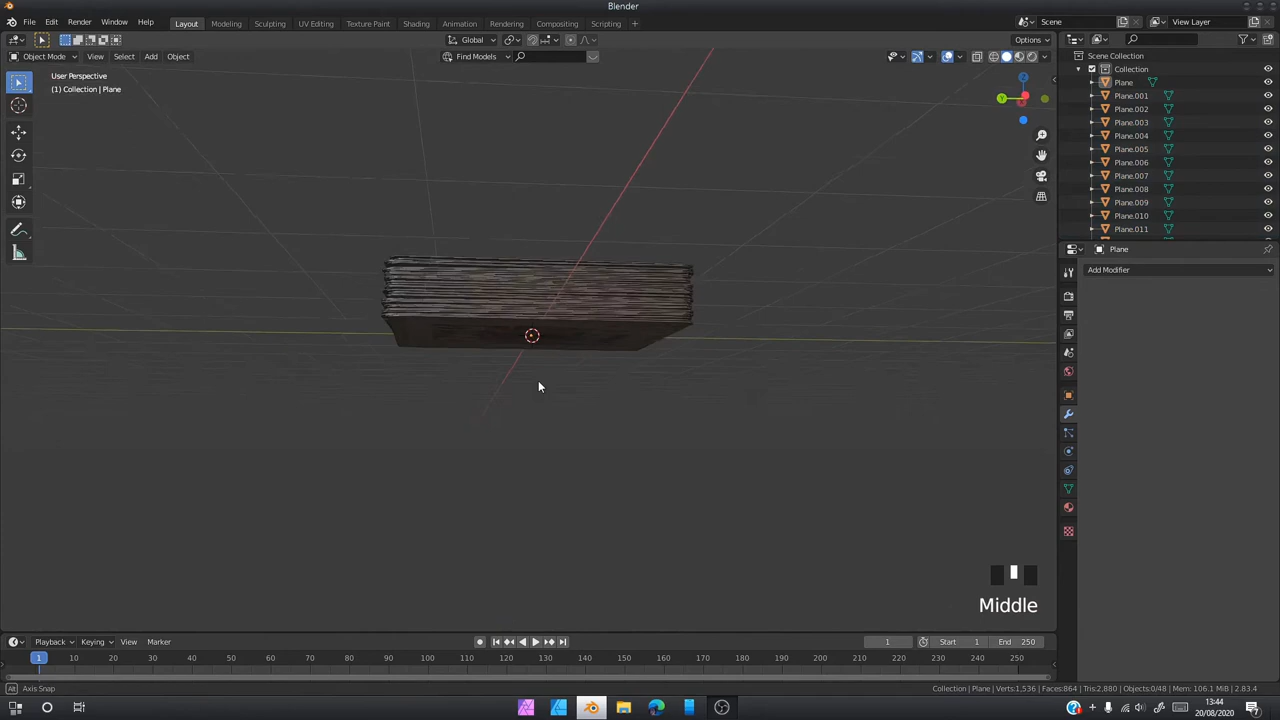 Blender
File Edit Render Window Help
Layout Modeling Sculpting UV Editing Texture Paint Shading Animation Rendering Compositing Scripting +
Scene
View Layer
Global
Options
Object Mode View Select Add Object
Find Models
User Perspective
(1) Collection | Plane
Y
Scene Collection
Collection
Plane
Plane.001
Plane.002
Plane.003
Plane.004
Plane.005
Plane.006
Plane.007
Plane.008
Plane.009
Plane.010
Plane.011
Plane
Add Modifier
Middle
Playback Keying View Marker
1
Start 1
End 250
1 10 20 30 40 50 60 70 80 90 100 110 120 130 140 150 160 170 180 190 200 210 220 230 240 250
Alt Axis Snap
Collection | Plane | Verts:1,536 | Faces:864 | Tris:2,880 | Objects:0/48 | Mem: 106.1 MiB | 2.83.4
13:44
20/08/2020